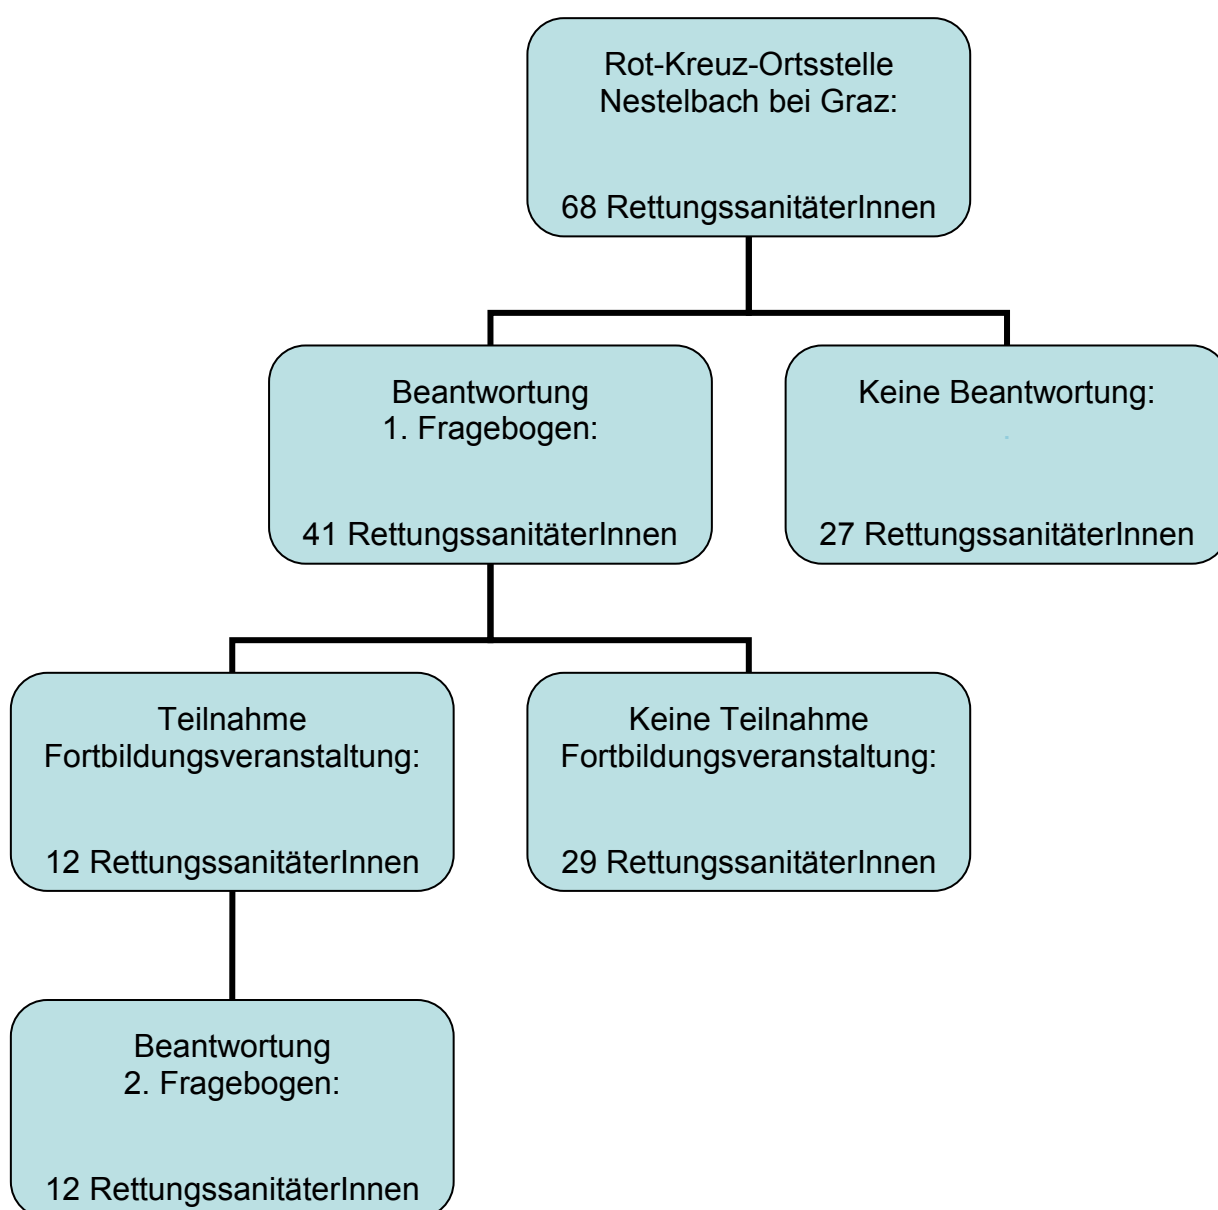 Rot-Kreuz-Ortsstelle
Nestelbach bei Graz:
68 RettungssanitäterInnen
Beantwortung
1. Fragebogen:
41 RettungssanitäterInnen
Keine Beantwortung:
27 RettungssanitäterInnen
Teilnahme
Fortbildungsveranstaltung:
12 RettungssanitäterInnen
Keine Teilnahme
Fortbildungsveranstaltung:
29 RettungssanitäterInnen
Beantwortung
2. Fragebogen:
12 RettungssanitäterInnen